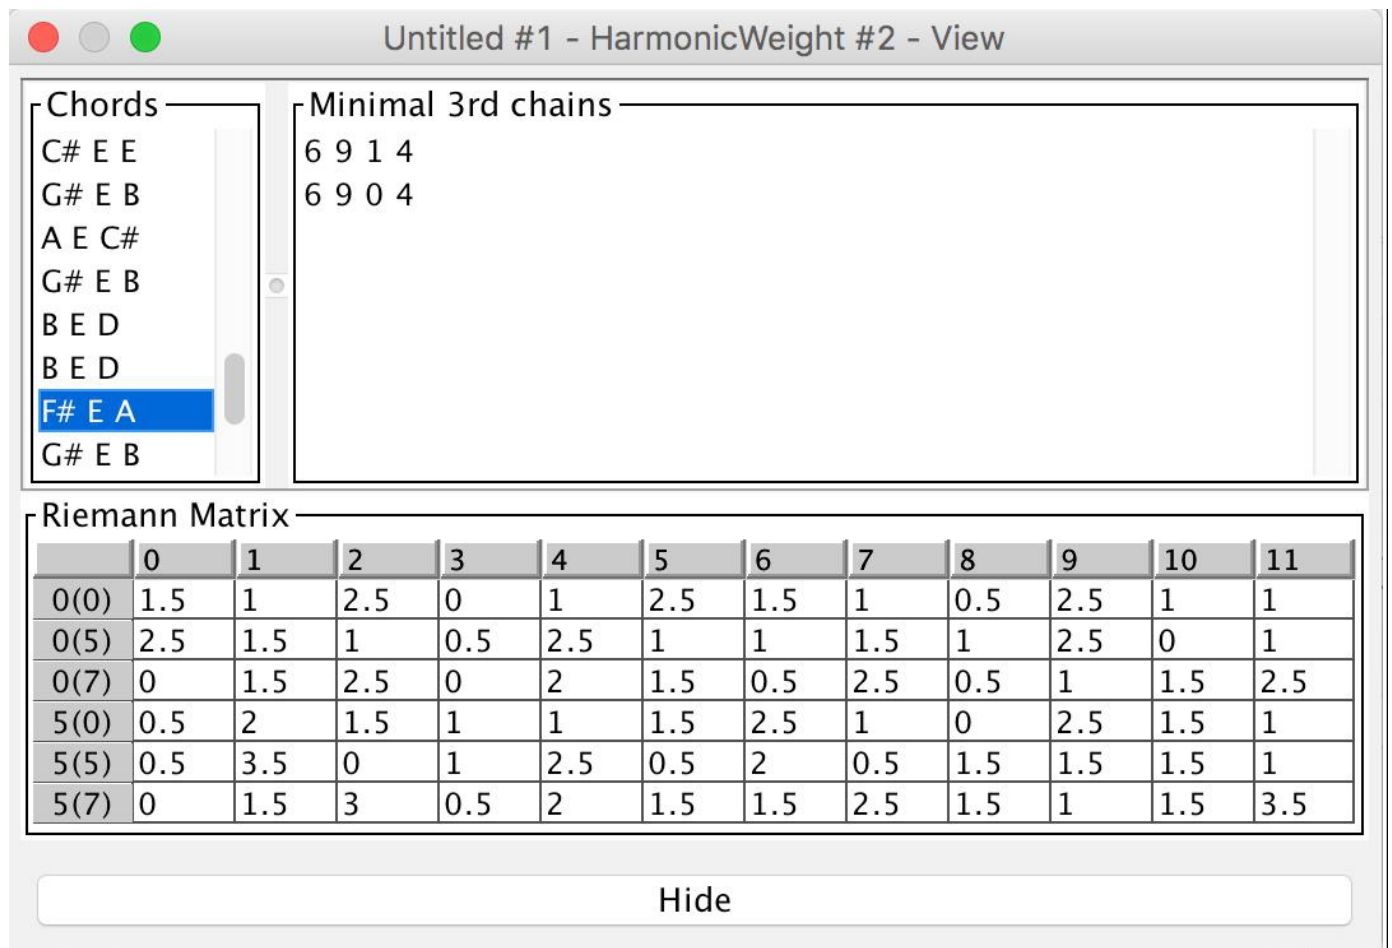 Untitled #1 - HarmonicWeight #2 - View
Chords
C# E E
G# E B
A E C#
G# E B
B E D
B E D
F# E A
G# E B
Minimal 3rd chains
6 9 1 4
6 9 0 4
Riemann Matrix
0 1 2 3 4 5 6 7 8 9 10 11
0(0) 1.5 1 2.5 0 1 2.5 1.5 1 0.5 2.5 1 1
0(5) 2.5 1.5 1 0.5 2.5 1 1 1.5 1 2.5 0 1
0(7) 0 1.5 2.5 0 2 1.5 0.5 2.5 0.5 1 1.5 2.5
5(0) 0.5 2 1.5 1 1 1.5 2.5 1 0 2.5 1.5 1
5(5) 0.5 3.5 0 1 2.5 0.5 2 0.5 1.5 1.5 1.5 1
5(7) 0 1.5 3 0.5 2 1.5 1.5 2.5 1.5 1 1.5 3.5
Hide